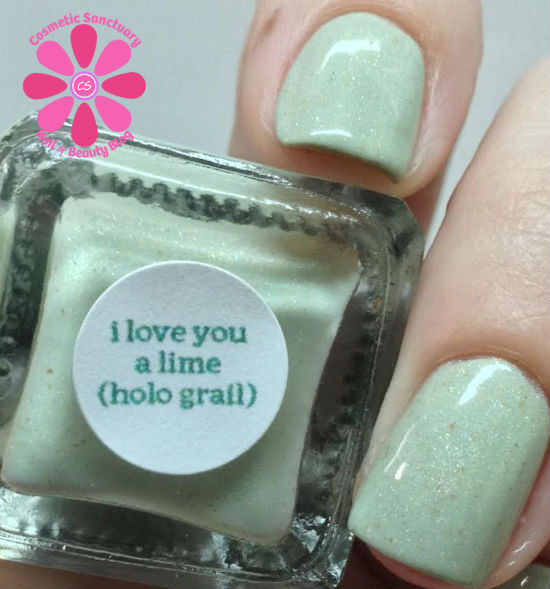 Cosmetic Sanctuary
CS
Nail & Beauty Blog
i love you
a lime
(holo grail)